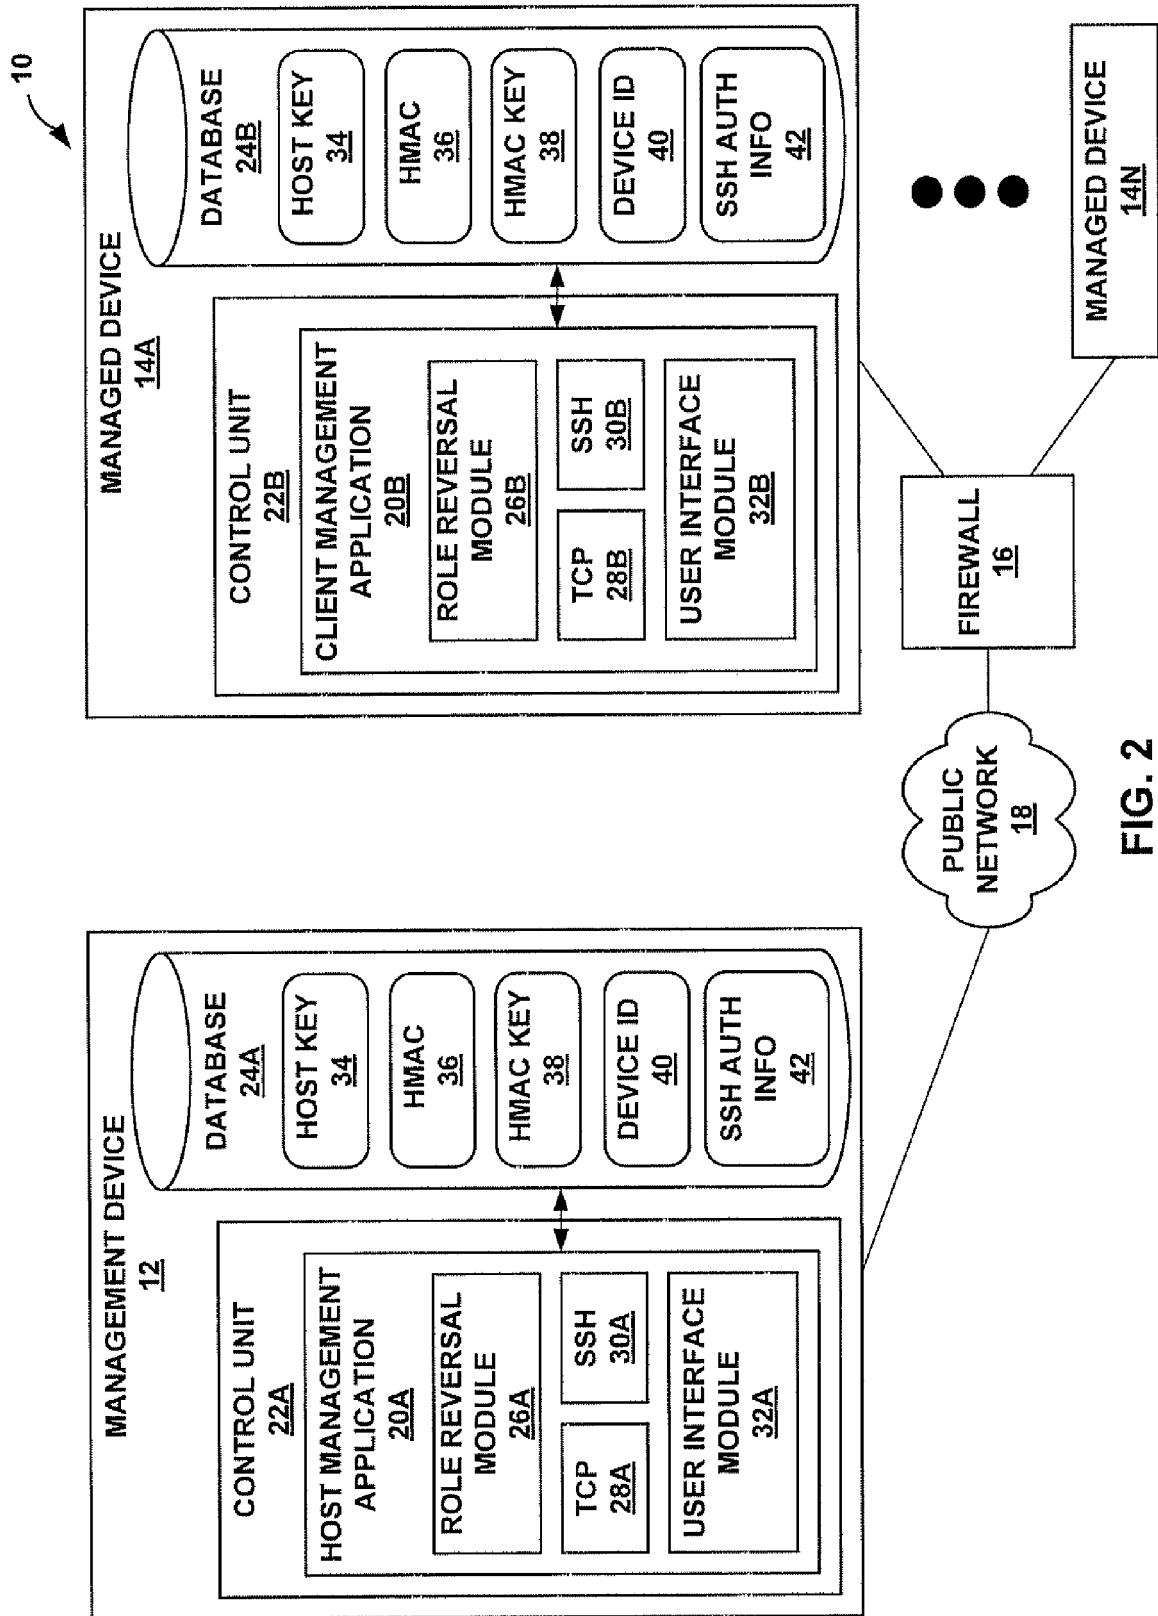 10
MANAGEMENT DEVICE
12
CONTROL UNIT
22A
HOST MANAGEMENT
APPLICATION
20A
ROLE REVERSAL
MODULE
26A
TCP
28A
SSH
30A
USER INTERFACE
MODULE
32A
DATABASE
24A
HOST KEY
34
HMAC
36
HMAC KEY
38
DEVICE ID
40
SSH AUTH
INFO
42
MANAGED DEVICE
14A
CONTROL UNIT
22B
CLIENT MANAGEMENT
APPLICATION
20B
ROLE REVERSAL
MODULE
26B
TCP
28B
SSH
30B
USER INTERFACE
MODULE
32B
DATABASE
24B
HOST KEY
34
HMAC
36
HMAC KEY
38
DEVICE ID
40
SSH AUTH
INFO
42
PUBLIC
NETWORK
18
FIREWALL
16
MANAGED DEVICE
14N
FIG. 2